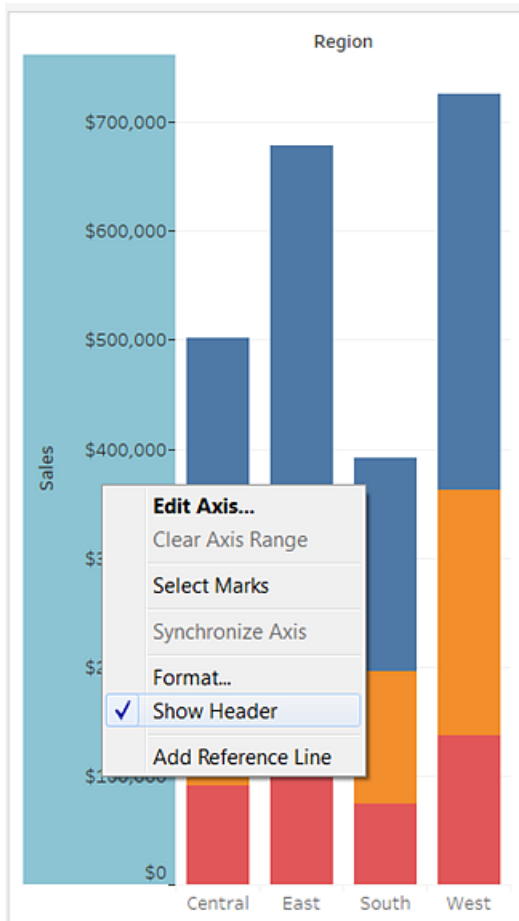 Region
$700,000
$600,000
$500,000
$400,000
Sales
Edit Axis...
Clear Axis Range
Select Marks
Synchronize Axis
Format...
Show Header
Add Reference Line
$0
Central East South West